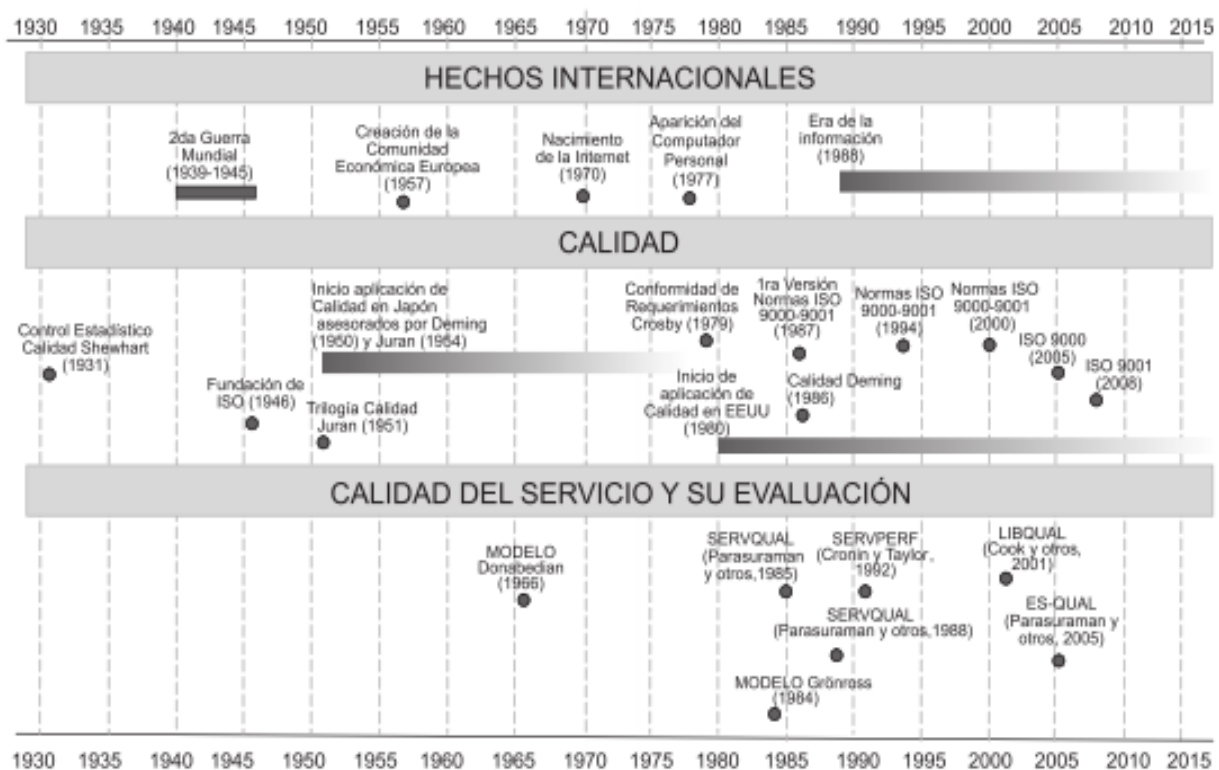 1930 1935 1940 1945 1950 1955 1960 1965 1970 1975 1980 1985 1990 1995 2000 2005 2010 2015
HECHOS INTERNACIONALES
2da Guerra
Mundial
(1939-1945)
Creación de la
Comunidad
Económica Europea
(1957)
Nacimiento
de la Internet
(1970)
Aparición del
Computador
Personal
(1977)
Era de la
información
(1988)
CALIDAD
Control Estadístico
Calidad Shewhart
(1931)
Fundación de
ISO (1946)
Inicio aplicación de
Calidad en Japón
asesorados por Deming
(1950) y Juran (1954)
Trilogía Calidad
Juran (1951)
Conformidad de
Requerimientos
Crosby (1979)
Inicio de
aplicación de
Calidad en EEUU
(1980)
1ra Versión
Normas ISO
9000-9001
(1987)
Calidad Deming
(1986)
Normas ISO
9000-9001
(1994)
Normas ISO
9000-9001
(2000)
ISO 9000
(2005)
ISO 9001
(2008)
CALIDAD DEL SERVICIO Y SU EVALUACIÓN
MODELO
Donabedian
(1966)
SERVQUAL
(Parasuraman
y otros,1985)
SERVPERF
(Cronin y Taylor,
1992)
SERVQUAL
(Parasuraman y otros,1988)
MODELO Grönross
(1984)
LIBQUAL
(Cook y otros,
2001)
ES-QUAL
(Parasuraman y
otros, 2005)
1930 1935 1940 1945 1950 1955 1960 1965 1970 1975 1980 1985 1990 1995 2000 2005 2010 2015